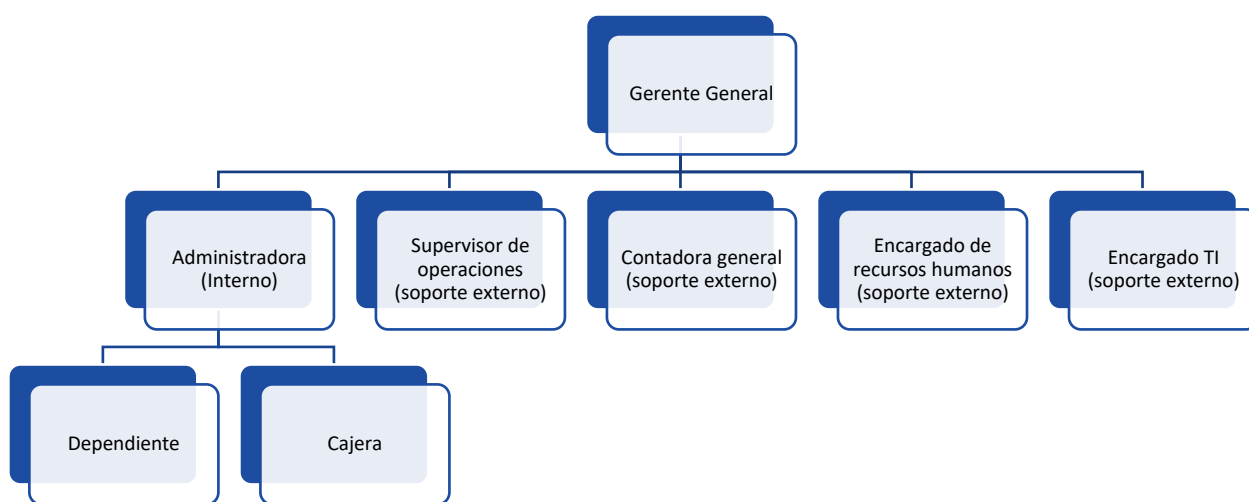 Gerente General
Administradora
(Interno)
Supervisor de
operaciones
(soporte externo)
Contadora general
(soporte externo)
Encargado de
recursos humanos
(soporte externo)
Encargado TI
(soporte externo)
Dependiente
Cajera